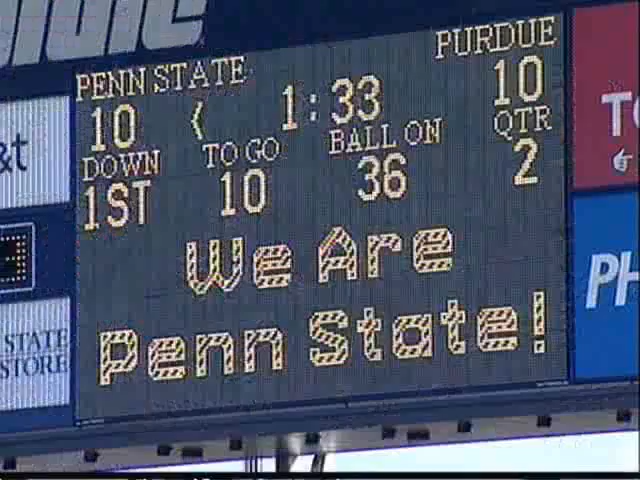 PENN STATE PURDUE
10 < 1:33 10
DOWN TO GO BALL ON QTR
1ST 10 36 2
We Are
Penn State!
STATE
STORE
PH